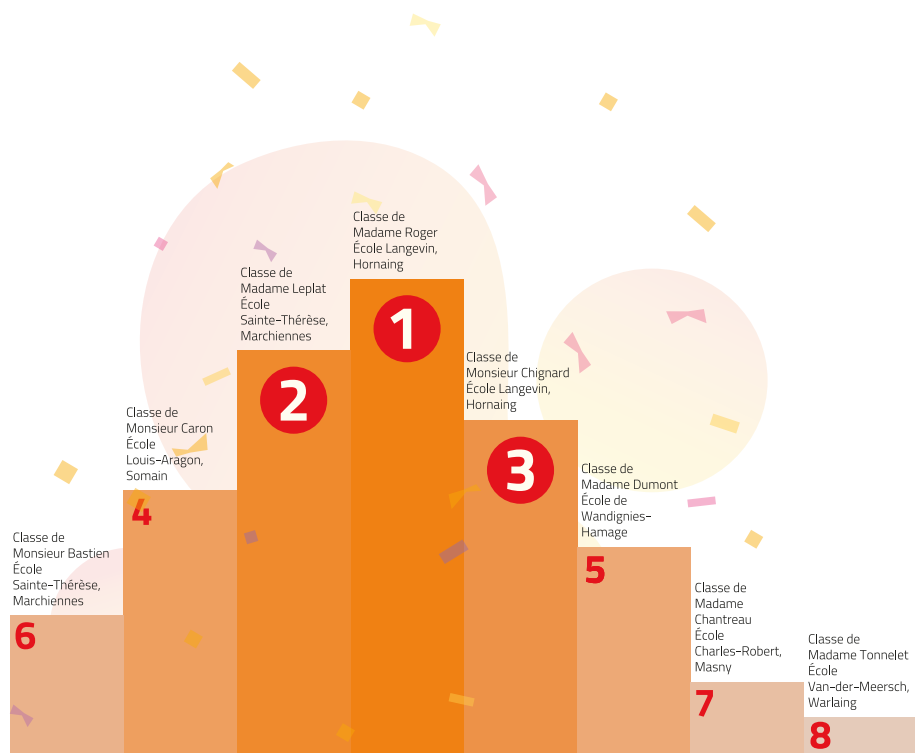 Classe de
Madame Roger
École Langevin,
Hornaing
1
Classe de
Madame Leplat
École
Sainte-Thérèse,
Marchiennes
2
Classe de
Monsieur Chignard
École Langevin,
Hornaing
3
Classe de
Monsieur Caron
École
Louis-Aragon,
Somain
4
Classe de
Madame Dumont
École de
Wandignies-
Hamage
5
Classe de
Monsieur Bastien
École
Sainte-Thérèse,
Marchiennes
6
Classe de
Madame
Chantreau
École
Charles-Robert,
Masny
7
Classe de
Madame Tonnelet
École
Van-der-Meersch,
Warlaing
8